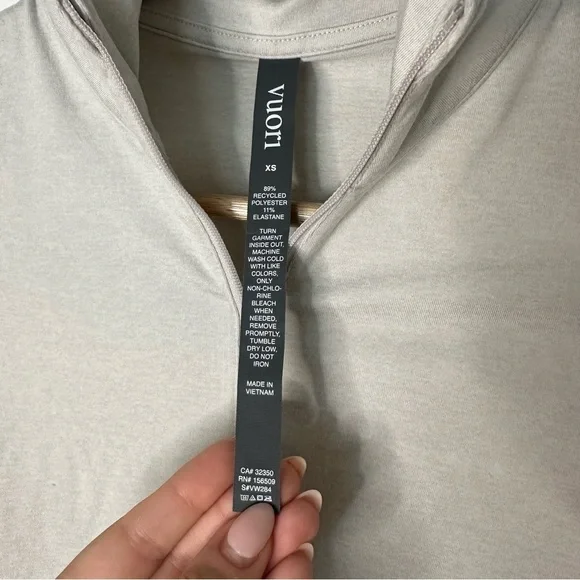 vuori
XS
89%
RECYCLED
POLYESTER
11%
ELASTANE
TURN
GARMENT
INSIDE OUT,
MACHINE
WASH COLD
WITH LIKE
COLORS,
ONLY
NON-CHLO-
RINE
BLEACH
WHEN
NEEDED,
REMOVE
PROMPTLY,
TUMBLE
DRY LOW,
DO NOT
IRON
MADE IN
VIETNAM
CA# 32350
RN# 156509
S#VW284